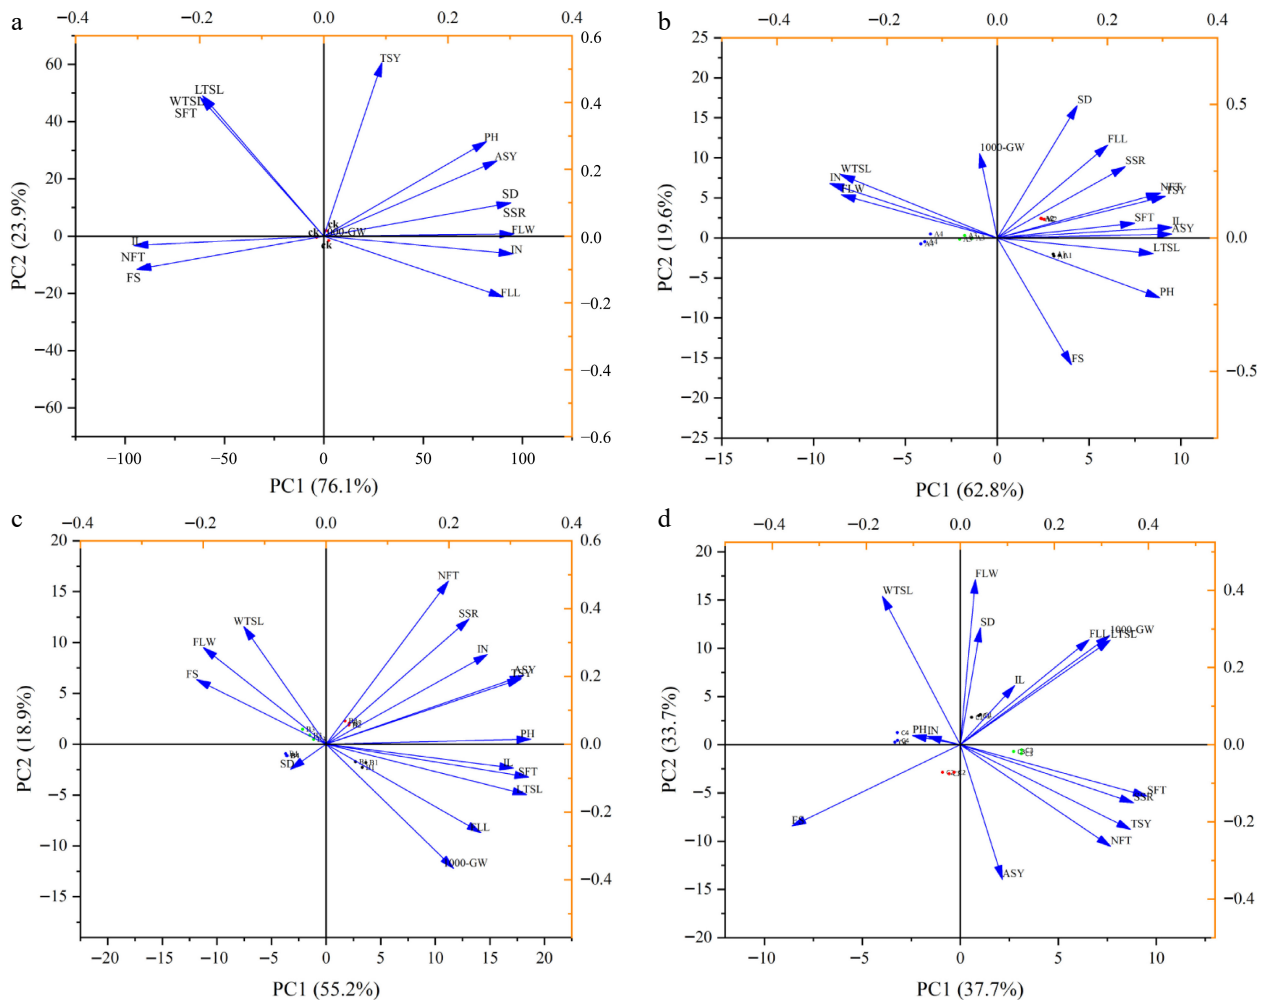 a
−0.4 −0.2 0.0 0.2 0.4
60
40
20
0
−20
−40
−60
0.6
0.4
0.2
0.0
−0.2
−0.4
−0.6
PC2 (23.9%)
TSY
LTSL
WTSL
SFT
PH
ASY
SD
SSR
FLW
IN
FLL
IL
NFT
FS
ck
ck
ck
−100 −50 0 50 100
PC1 (76.1%)
b
−0.4 −0.2 0.0 0.2 0.4
25
20
15
10
5
0
−5
−10
−15
−20
−25
0.5
0.0
−0.5
PC2 (19.6%)
SD
1000-GW
FLL
SSR
WTSL
IN
FLW
NFT
TSY
SFT
IL
ASY
LTSL
PH
FS
A4
−15 −10 −5 0 5 10
PC1 (62.8%)
c
−0.4 −0.2 0.0 0.2 0.4
20
15
10
5
0
−5
−10
−15
0.6
0.4
0.2
0.0
−0.2
−0.4
PC2 (18.9%)
NFT
SSR
WTSL
FLW
IN
FS
ASY
TSY
PH
SD
IL
SFT
LTSL
FLL
1000-GW
−20 −15 −10 −5 0 5 10 15 20
PC1 (55.2%)
d
−0.4 −0.2 0.0 0.2 0.4
20
15
10
5
0
−5
−10
−15
−20
0.4
0.2
0.0
−0.2
−0.4
PC2 (33.7%)
FLW
WTSL
SD
1000-GW
FLL
LTSL
IL
PH
IN
C4
SFT
SSR
TSY
NFT
FS
ASY
−10 −5 0 5 10
PC1 (37.7%)